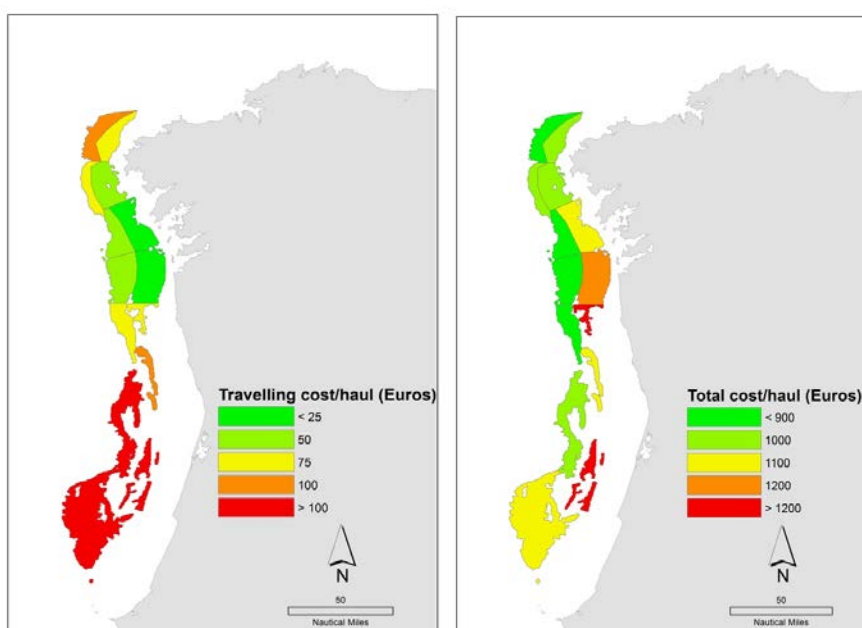 Travelling cost/haul (Euros)
< 25
50
75
100
> 100
N
50
Nautical Miles
Total cost/haul (Euros)
< 900
1000
1100
1200
> 1200
N
50
Nautical Miles